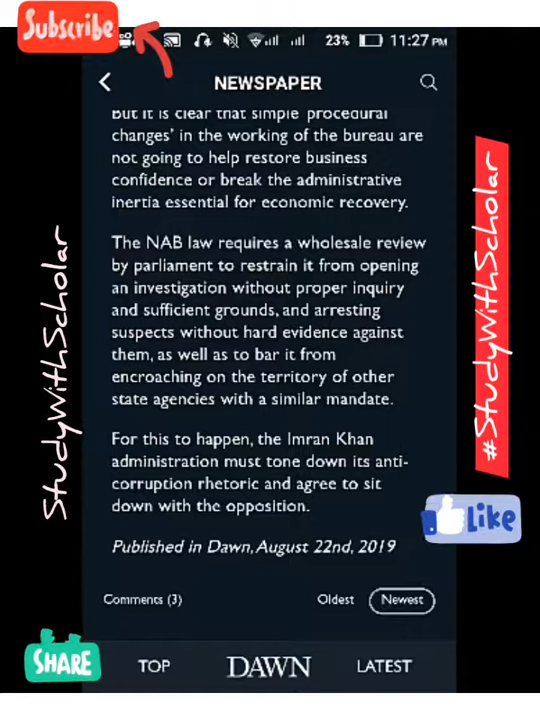 Subscribe
23% 11:27 PM
NEWSPAPER
But it is clear that simple procedural
changes' in the working of the bureau are
not going to help restore business
confidence or break the administrative
inertia essential for economic recovery.
The NAB law requires a wholesale review
by parliament to restrain it from opening
an investigation without proper inquiry
and sufficient grounds, and arresting
suspects without hard evidence against
them, as well as to bar it from
encroaching on the territory of other
state agencies with a similar mandate.
For this to happen, the Imran Khan
administration must tone down its anti-
corruption rhetoric and agree to sit
down with the opposition.
Published in Dawn, August 22nd, 2019
Comments (3)
Oldest
Newest
TOP
DAWN
LATEST
StudyWithScholar
#StudyWithScholar
Like
SHARE